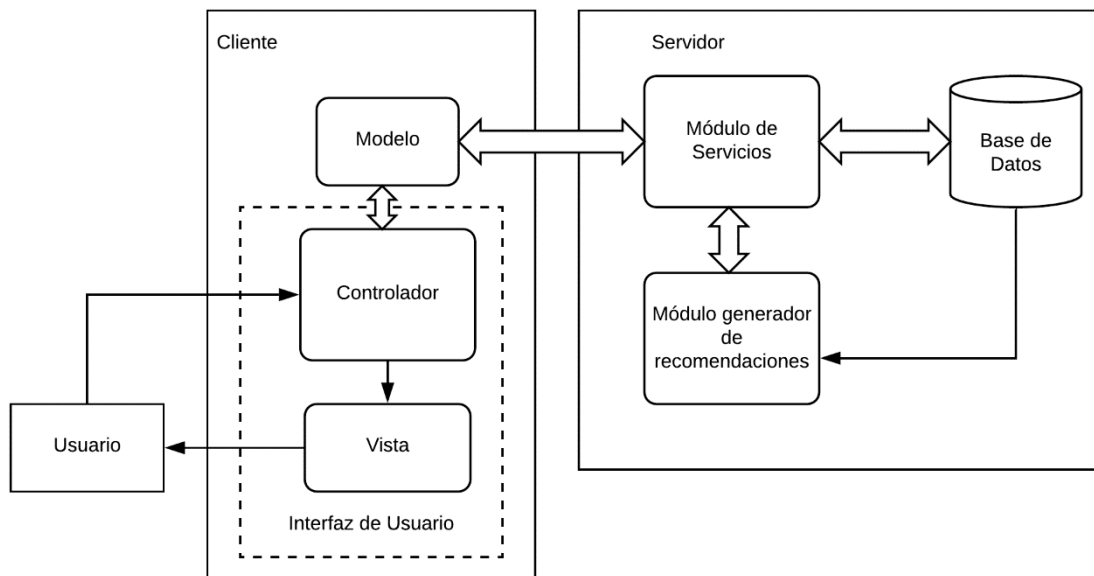 Cliente
Servidor
Modelo
Módulo de
Servicios
Base de
Datos
Controlador
Módulo generador
de
recomendaciones
Usuario
Vista
Interfaz de Usuario